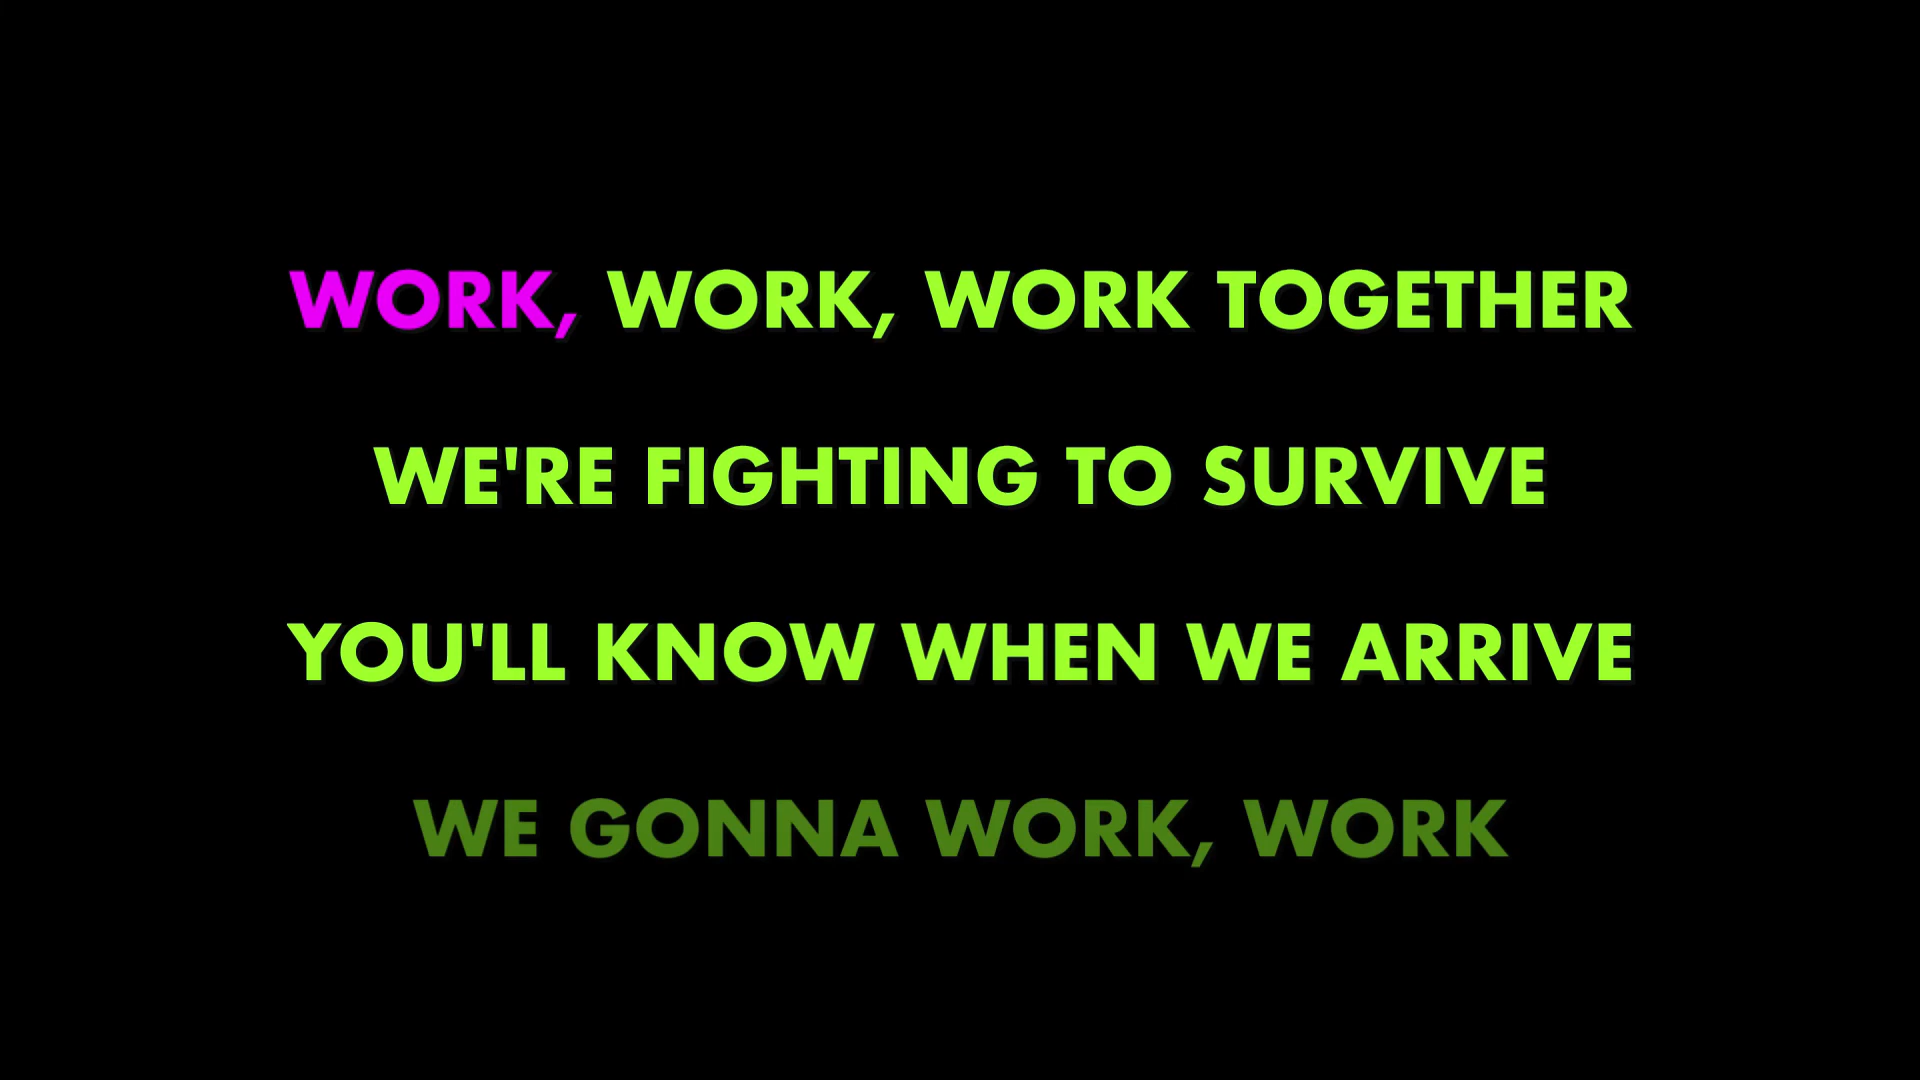 WORK, WORK, WORK TOGETHER
WE'RE FIGHTING TO SURVIVE
YOU'LL KNOW WHEN WE ARRIVE
WE GONNA WORK, WORK